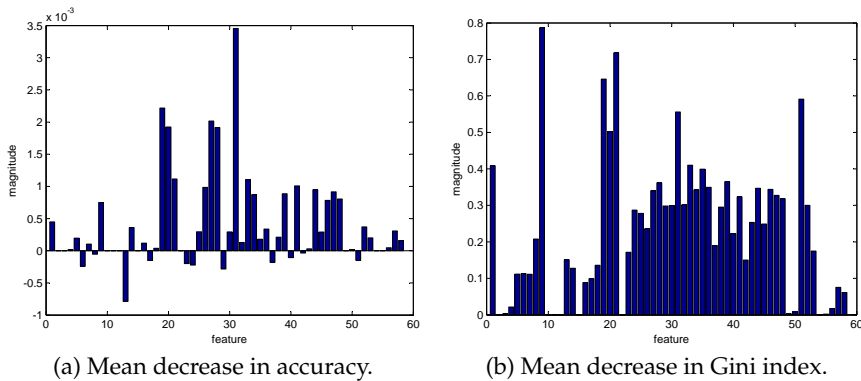 x 10
-3
3.5
3
2.5
2
1.5
1
0.5
0
-0.5
-1
0 10 20 30 40 50 60
magnitude
feature
(a) Mean decrease in accuracy.
0.8
0.7
0.6
0.5
0.4
0.3
0.2
0.1
0
0 10 20 30 40 50 60
magnitude
feature
(b) Mean decrease in Gini index.